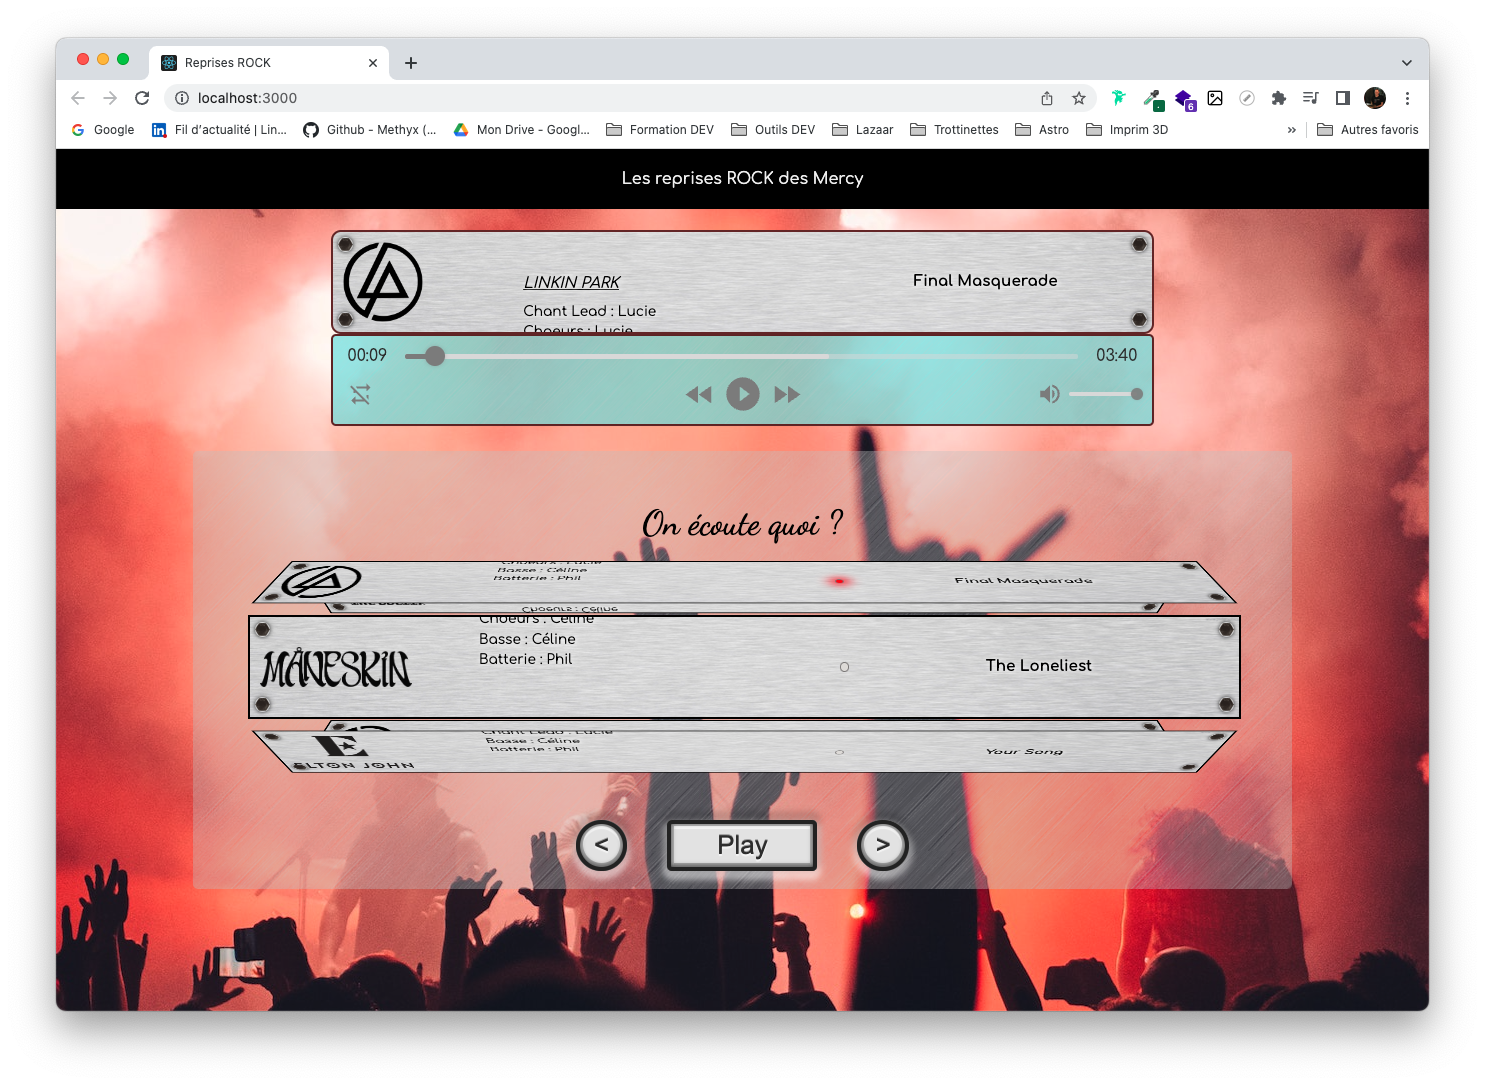 Reprises ROCK
localhost:3000
6
Google
Fil d'actualité | Lin...
Github - Methyx (...
Mon Drive - Googl...
Formation DEV
Outils DEV
Lazaar
Trottinettes
Astro
Imprim 3D
»
Autres favoris
Les reprises ROCK des Mercy
LINKIN PARK
Final Masquerade
Chant Lead : Lucie
Choeurs : Lucie
00:09
03:40
On écoute quoi ?
Choeurs : Lucie
Basse : Céline
Batterie : Phil
Final Masquerade
Choeurs : Céline
Choeurs : Céline
Basse : Céline
Batterie : Phil
MÅNESKIN
The Loneliest
Chant Lead : Lucie
Basse : Céline
Batterie : Phil
E
ELTON JOHN
Your Song
<
Play
>